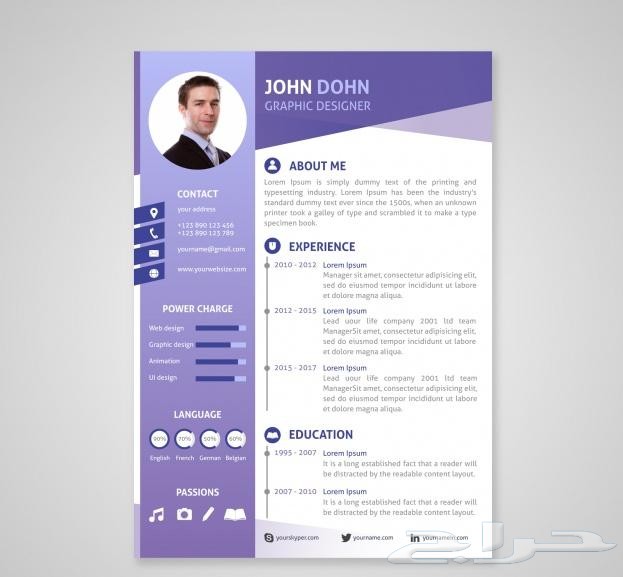 JOHN DOHN
GRAPHIC DESIGNER
CONTACT
your address
+123 890 123 456
+123 890 123 789
yourname@gmail.com
www.yourwebsize.com
POWER CHARGE
Web design
Graphic design
Animation
Ui design
LANGUAGE
90% 70% 50% 60%
English French German Belgian
PASSIONS
ABOUT ME
Lorem Ipsum is simply dummy text of the printing and
typesetting industry. Lorem Ipsum has been the industry's
standard dummy text ever since the 1500s, when an unknown
printer took a galley of type and scrambled it to make a type
specimen book.
EXPERIENCE
2010 - 2012 Lorem Ipsum
Manager sit amet, consectetur adipisicing elit,
sed do eiusmod tempor incididunt ut labore
et dolore magna aliqua.
2012 - 2015 Lorem Ipsum
Lead uour life company 2001 ltd team
ManagerSit amet, consectetur adipisicing elit,
sed do eiusmod tempor incididunt ut labore
et dolore magna aliqua.
2015 - 2017 Lorem Ipsum
Lead uour life company 2001 ltd team
ManagerSit amet, consectetur adipisicing elit,
sed do eiusmod tempor incididunt ut labore
et dolore magna aliqua.
EDUCATION
1995 - 2007 Lorem Ipsum
It is a long established fact that a reader will
be distracted by the readable content.
2007 - 2010 Lorem Ipsum
It is a long established fact that a reader will
be distracted by the readable content.
yourskyper.com yourname.com yournamein.com
حراج